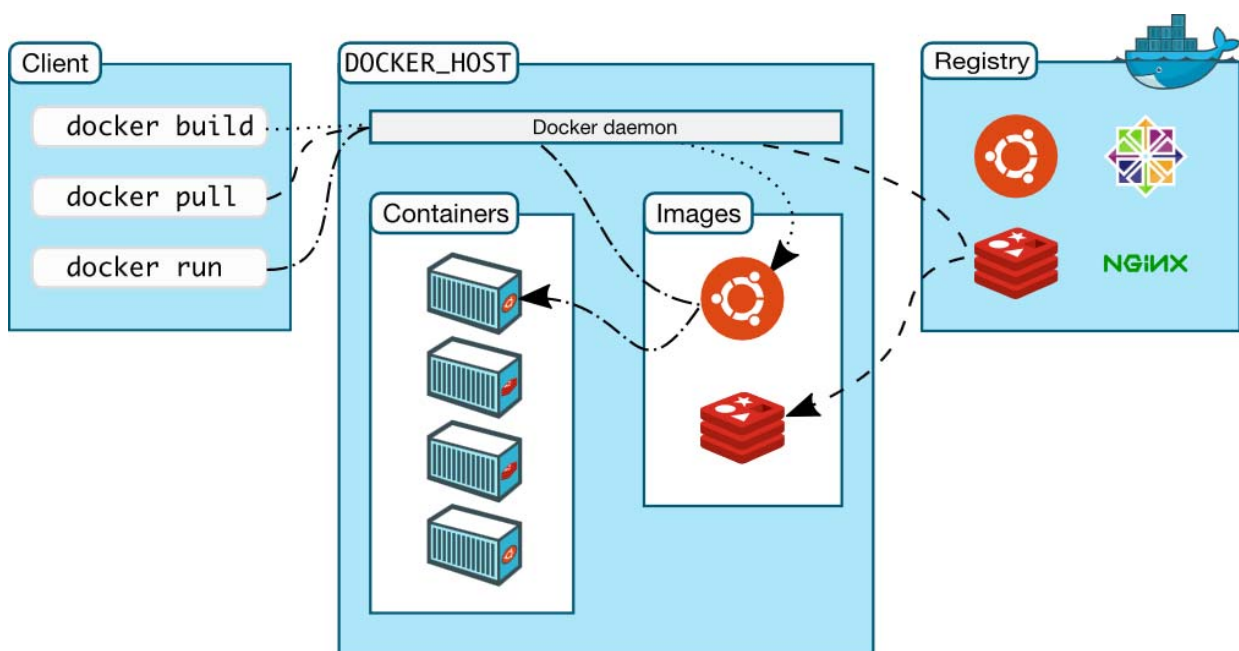 Client
docker build
docker pull
docker run
DOCKER_HOST
Docker daemon
Containers
Images
Registry
NGiNX